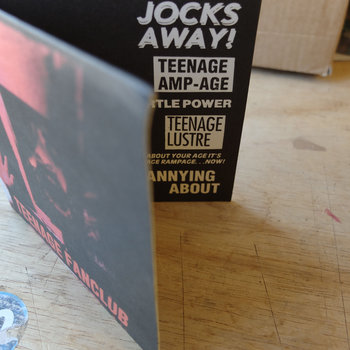 JOCKS
AWAY!
TEENAGE
AMP-AGE
RTLE POWER
TEENAGE
LUSTRE
ABOUT YOUR AGE IT'S
AGE RAMPAGE...NOW!
ANNYING
ABOUT
TEENAGE FANCLUB